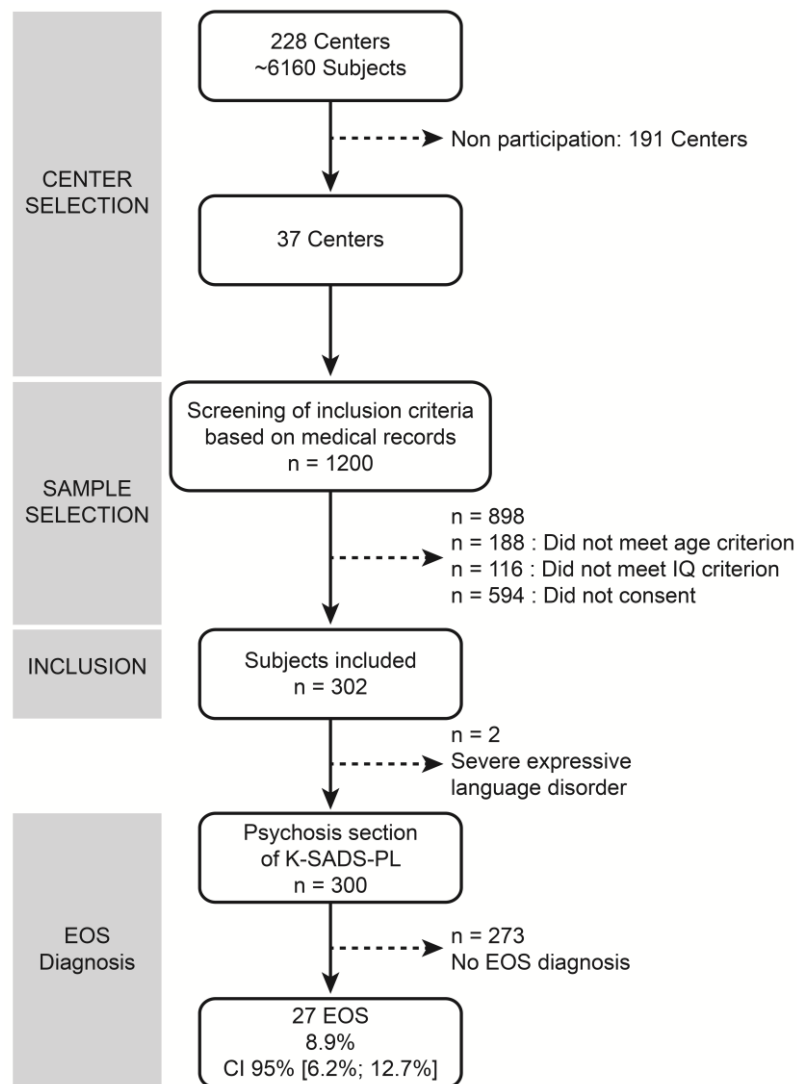 228 Centers
~6160 Subjects
Non participation: 191 Centers
CENTER
SELECTION
37 Centers
Screening of inclusion criteria
based on medical records
n = 1200
SAMPLE
SELECTION
n = 898
n = 188 : Did not meet age criterion
n = 116 : Did not meet IQ criterion
n = 594 : Did not consent
INCLUSION
Subjects included
n = 302
n = 2
Severe expressive
language disorder
Psychosis section
of K-SADS-PL
n = 300
EOS
Diagnosis
n = 273
No EOS diagnosis
27 EOS
8.9%
CI 95% [6.2%; 12.7%]